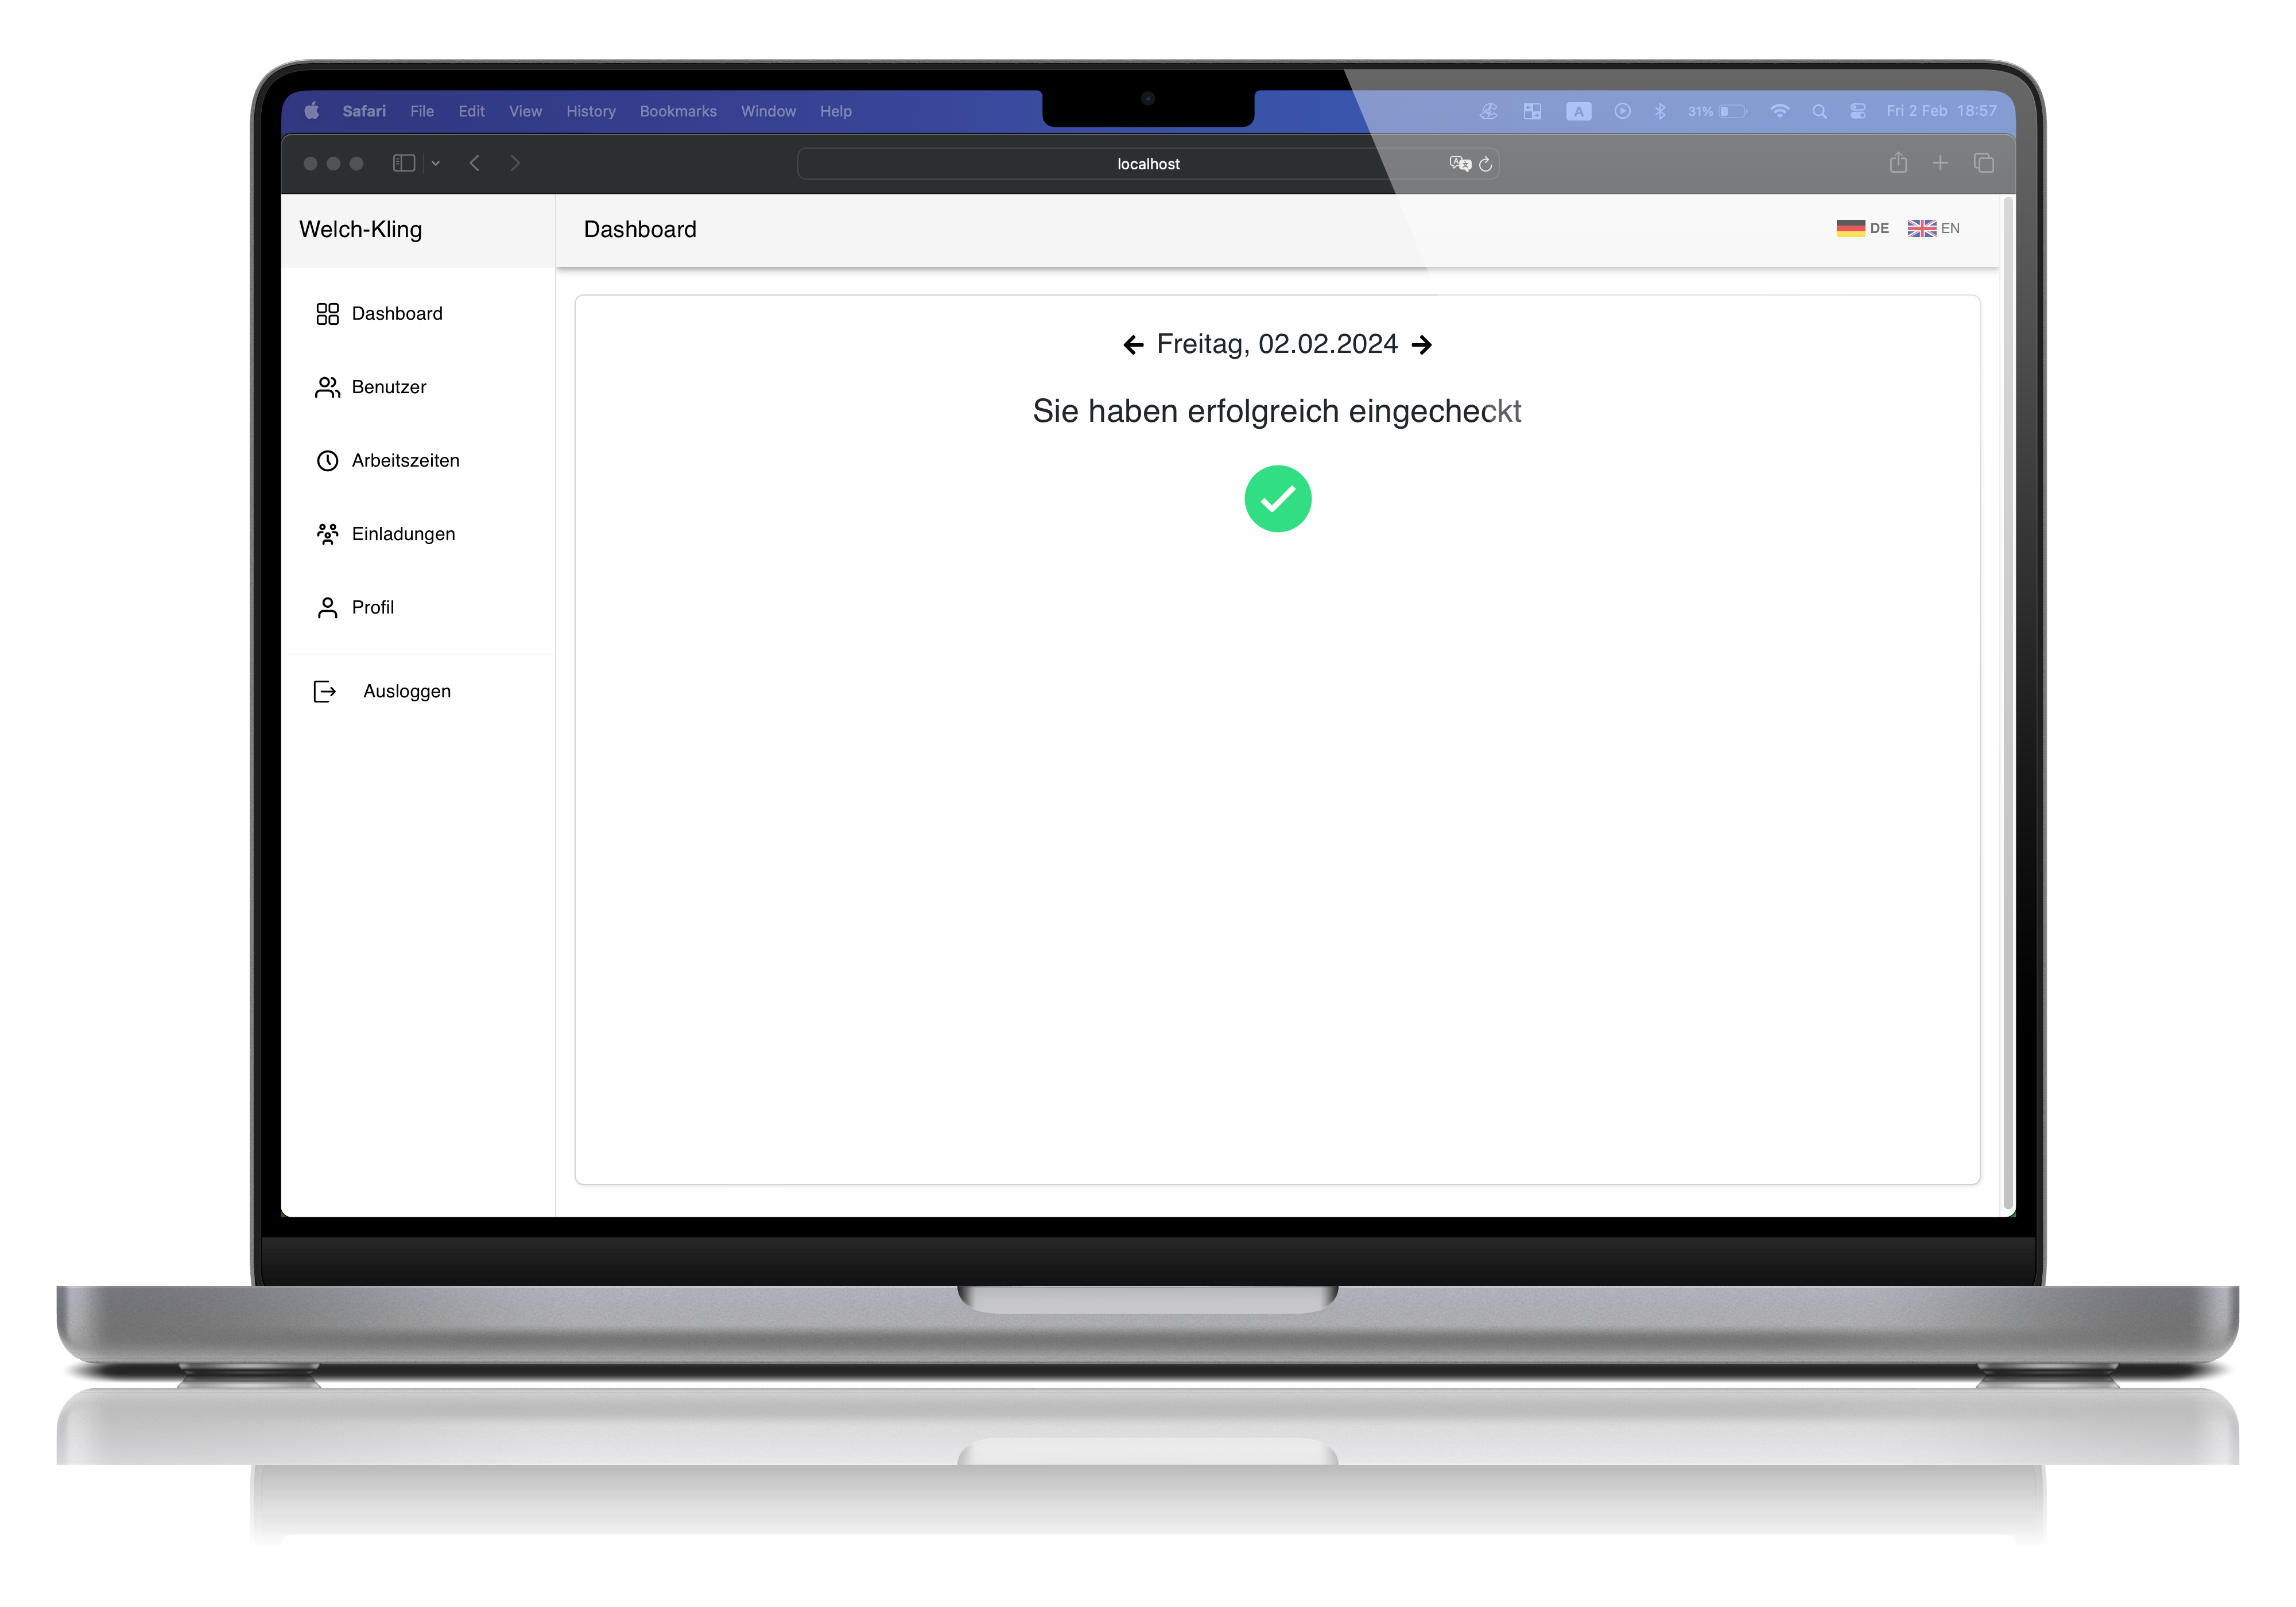 Safari File Edit View History Bookmarks Window Help A 31% Fri 2 Feb 18:57
localhost
Welch-Kling Dashboard DE EN
Dashboard
Benutzer
Arbeitszeiten
Einladungen
Profil
Ausloggen
Freitag, 02.02.2024
Sie haben erfolgreich eingecheckt